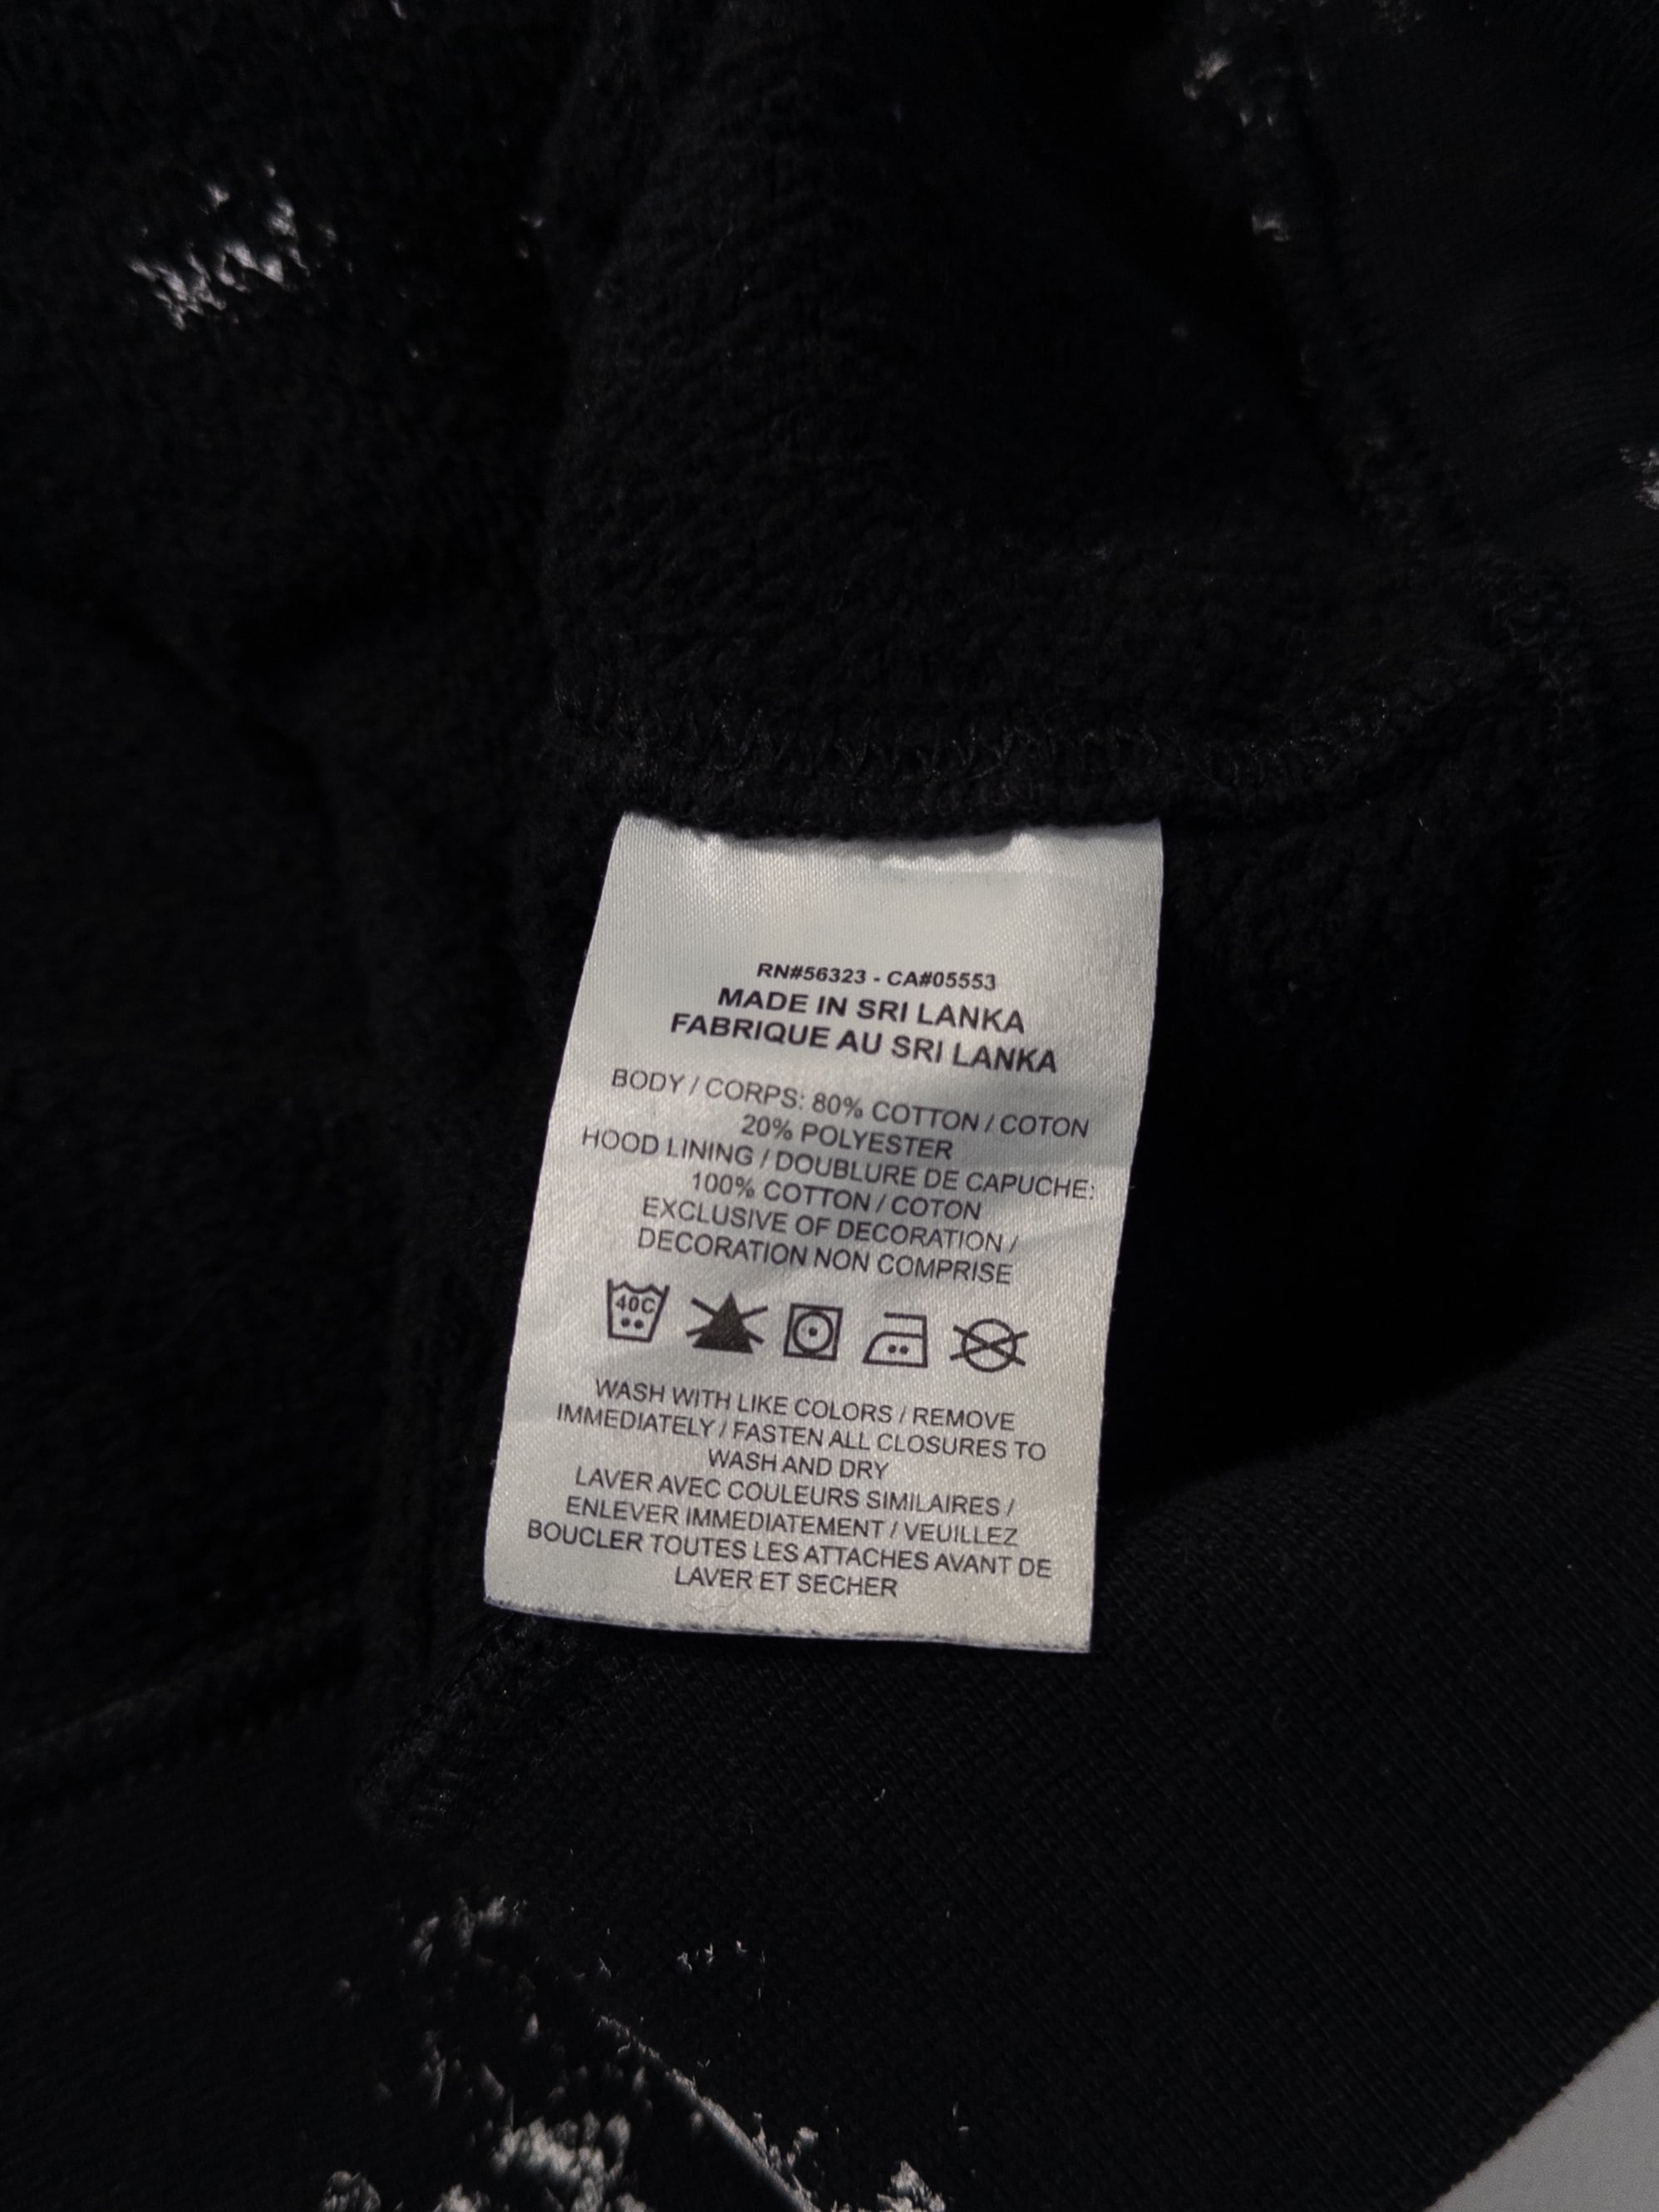 RN#56323 - CA#05553
MADE IN SRI LANKA
FABRIQUE AU SRI LANKA
BODY / CORPS: 80% COTTON / COTON
20% POLYESTER
HOOD LINING / DOUBLURE DE CAPUCHE:
100% COTTON / COTON
EXCLUSIVE OF DECORATION /
DECORATION NON COMPRISE
40C
WASH WITH LIKE COLORS / REMOVE
IMMEDIATELY / FASTEN ALL CLOSURES TO
WASH AND DRY
LAVER AVEC COULEURS SIMILAIRES /
ENLEVER IMMEDIATEMENT / VEUILLEZ
BOUCLER TOUTES LES ATTACHES AVANT DE
LAVER ET SECHER